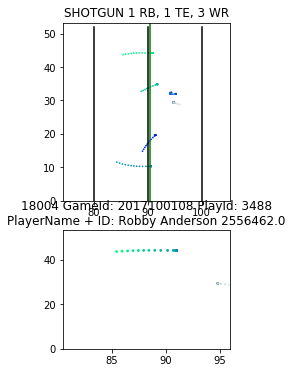 SHOTGUN 1 RB, 1 TE, 3 WR
50
40
30
20
10
0
80 90 100
18004 GameId: 2017100108 PlayId: 3488
PlayerName + ID: Robby Anderson 2556462.0
40
20
0
85 90 95